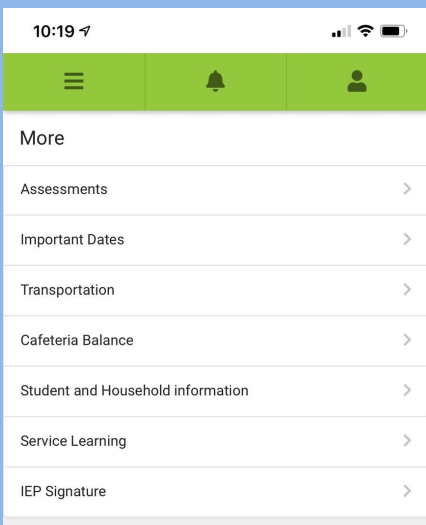 10:19
More
Assessments
Important Dates
Transportation
Cafeteria Balance
Student and Household information
Service Learning
IEP Signature